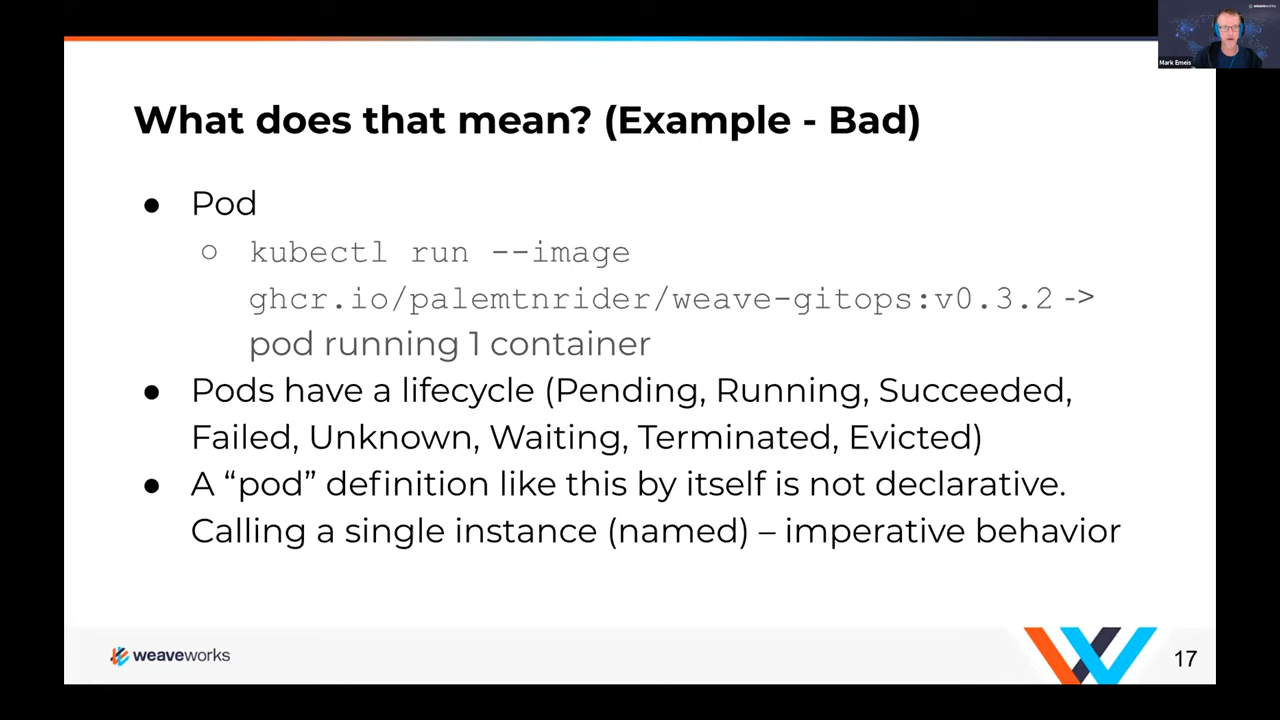 weaveworks
Mark Emeis
What does that mean? (Example - Bad)
● Pod
○ kubectl run --image
ghcr.io/palemtnrider/weave-gitops:v0.3.2 ->
pod running 1 container
● Pods have a lifecycle (Pending, Running, Succeeded,
Failed, Unknown, Waiting, Terminated, Evicted)
● A “pod” definition like this by itself is not declarative.
Calling a single instance (named) – imperative behavior
weaveworks
17